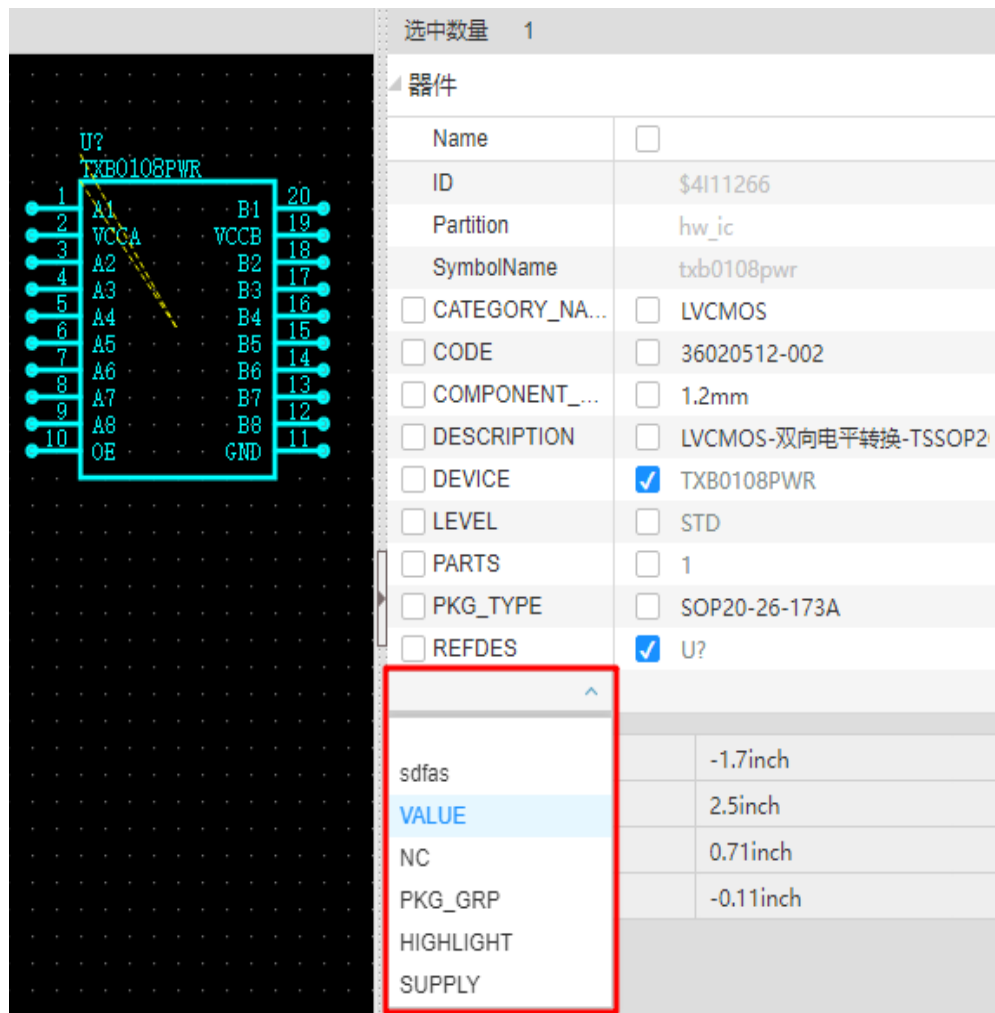 选中数量 1
器件
Name
ID $4I11266
Partition hw_ic
SymbolName txb0108pwr
CATEGORY_NA... LVCMOS
CODE 36020512-002
COMPONENT_... 1.2mm
DESCRIPTION LVCMOS-双向电平转换-TSSOP2
DEVICE TXB0108PWR
LEVEL STD
PARTS 1
PKG_TYPE SOP20-26-173A
REFDES U?
-1.7inch
sdfas
2.5inch
VALUE
0.71inch
NC
-0.11inch
PKG_GRP
HIGHLIGHT
SUPPLY
U?
TXB0108PWR
1 A1 B1 20
2 VCCA VCCB 19
3 A2 B2 18
4 A3 B3 17
5 A4 B4 16
6 A5 B5 15
7 A6 B6 14
8 A7 B7 13
9 A8 B8 12
10 OE GND 11